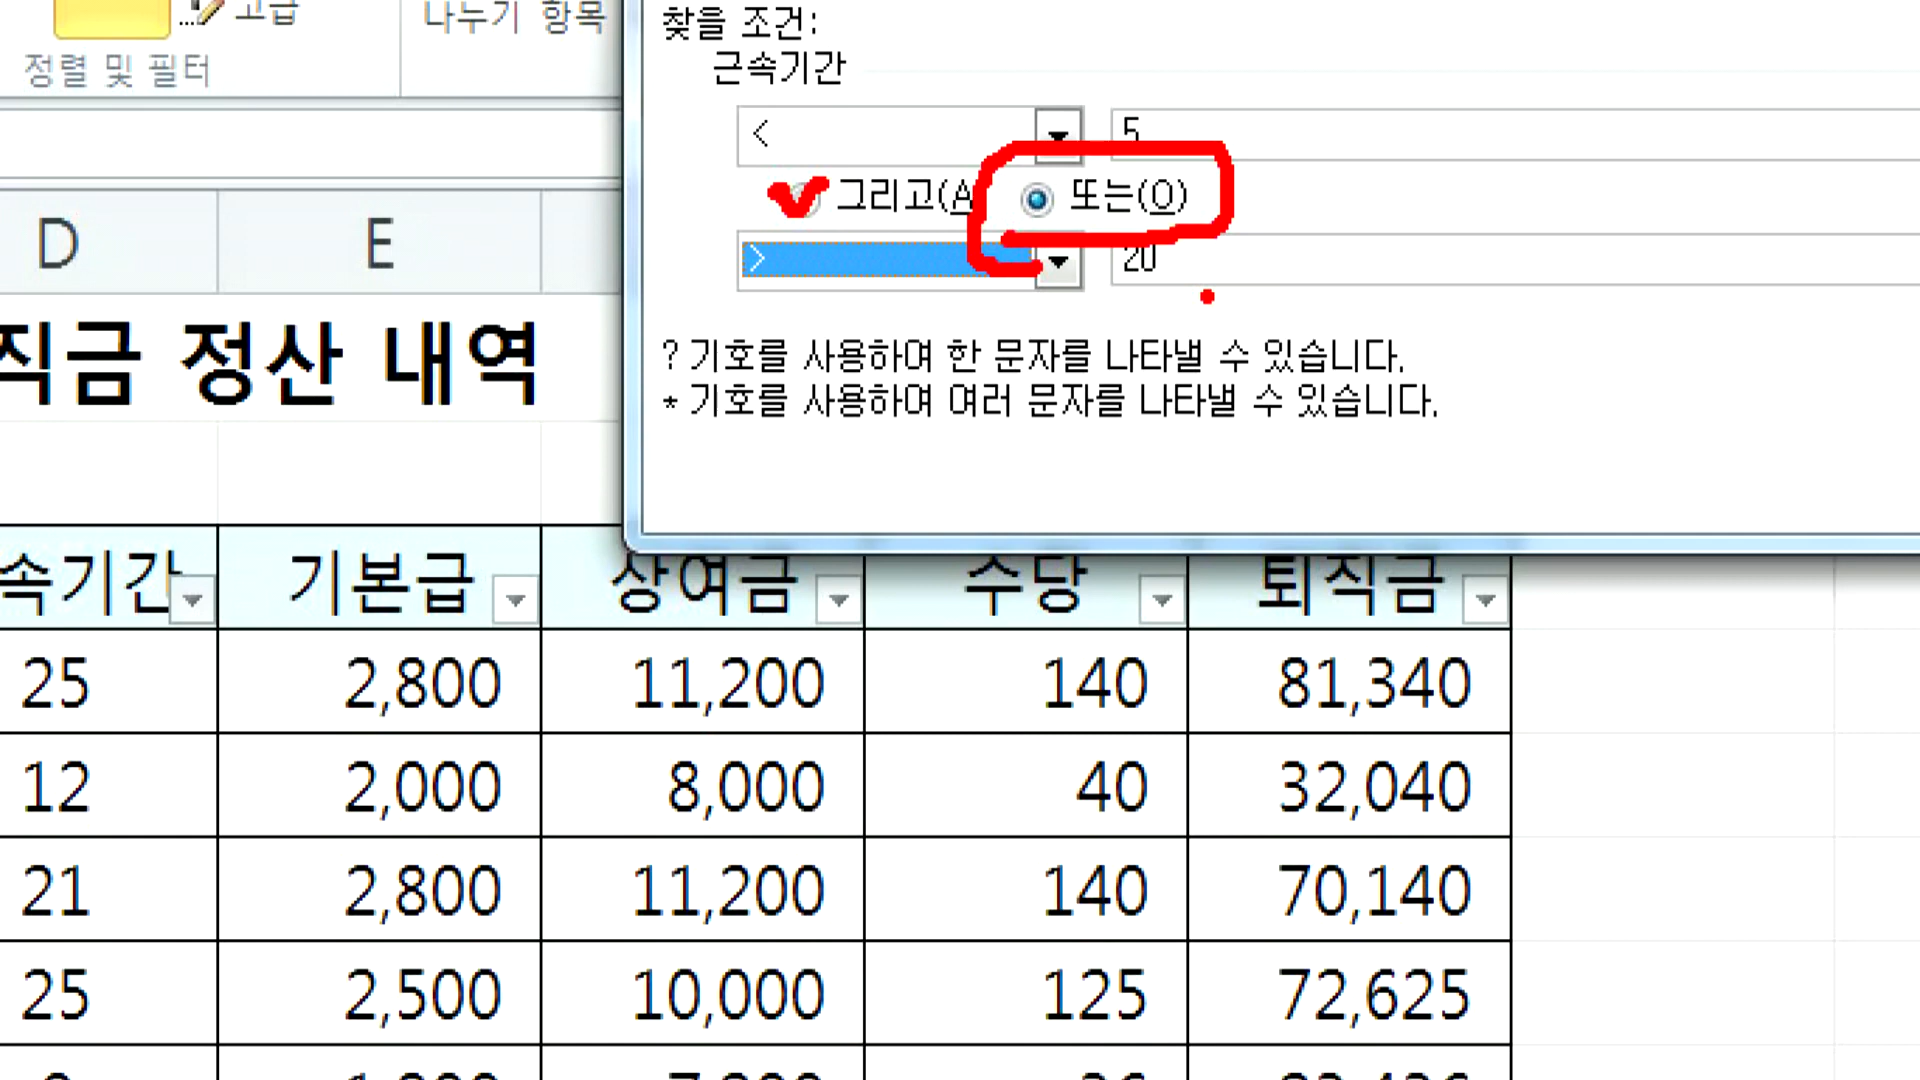 고급
나누기 항목
정렬 및 필터
찾을 조건:
근속기간
< 5
그리고(A 또는(O)
> 20
? 기호를 사용하여 한 문자를 나타낼 수 있습니다.
* 기호를 사용하여 여러 문자를 나타낼 수 있습니다.
D E
직금 정산 내역
속기간 기본급 상여금 수당 퇴직금
25 2,800 11,200 140 81,340
12 2,000 8,000 40 32,040
21 2,800 11,200 140 70,140
25 2,500 10,000 125 72,625